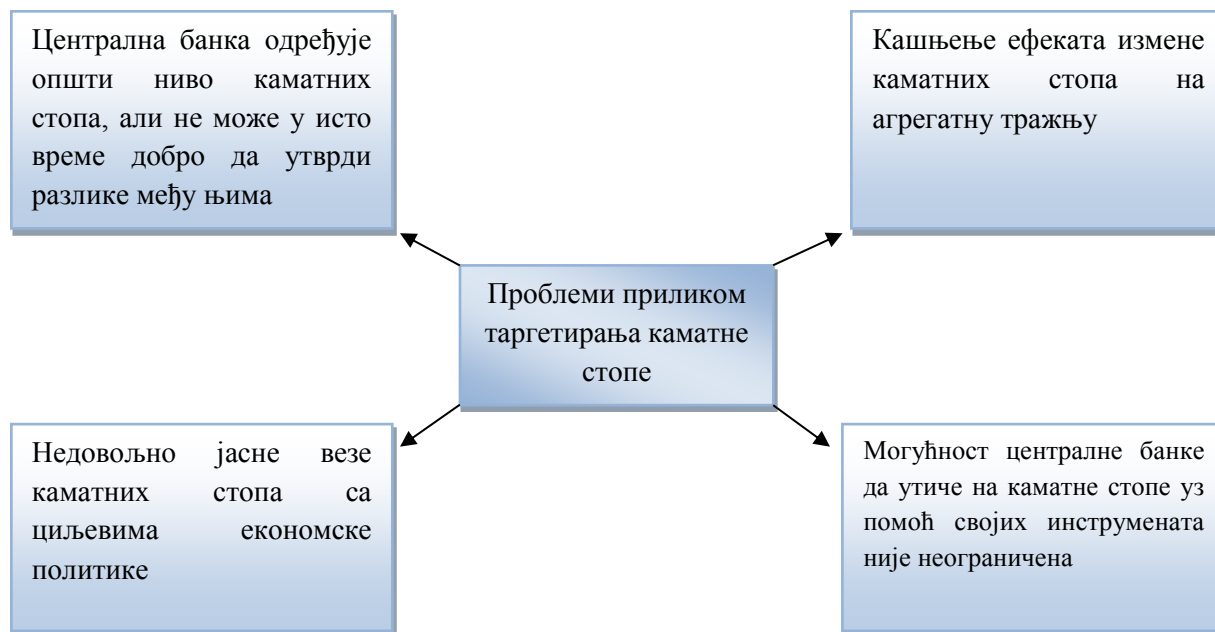 Централна банка одређује
општи ниво каматних
стопа, али не може у исто
време добро да утврди
разлике међу њима
Кашњење ефеката измене
каматних стопа на
агрегатну тражњу
Проблеми приликом
таргетирања каматне
стопе
Недовољно јасне везе
каматних стопа са
циљевима економске
политике
Могућност централне банке
да утиче на каматне стопе уз
помоћ својих инструмената
није неограничена